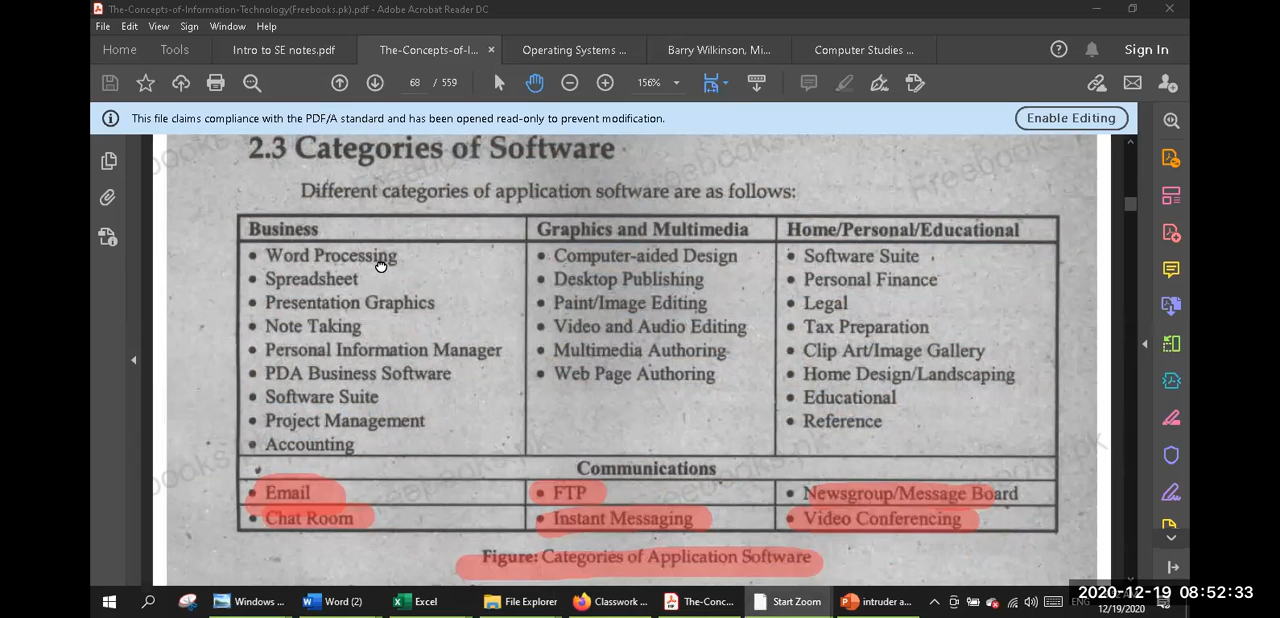 The-Concepts-of-Information-Technology(Freebooks.pk).pdf - Adobe Acrobat Reader DC
File Edit View Sign Window Help
Home Tools Intro to SE notes.pdf The-Concepts-of-I... × Operating Systems ... Barry Wilkinson, Mi... Computer Studies ... Sign In
68 / 559 156%
This file claims compliance with the PDF/A standard and has been opened read-only to prevent modification. Enable Editing
2.3 Categories of Software
Different categories of application software are as follows:
Business Graphics and Multimedia Home/Personal/Educational
• Word Processing • Computer-aided Design • Software Suite
• Spreadsheet • Desktop Publishing • Personal Finance
• Presentation Graphics • Paint/Image Editing • Legal
• Note Taking • Video and Audio Editing • Tax Preparation
• Personal Information Manager • Multimedia Authoring • Clip Art/Image Gallery
• PDA Business Software • Web Page Authoring • Home Design/Landscaping
• Software Suite • Educational
• Project Management • Reference
• Accounting
Communications
• Email • FTP • Newsgroup/Message Board
• Chat Room • Instant Messaging • Video Conferencing
Figure: Categories of Application Software
Windows ... Word (2) Excel File Explorer Classwork ... The-Conc... Start Zoom intruder a... ENG
2020-12-19 08:52:33
12/19/2020